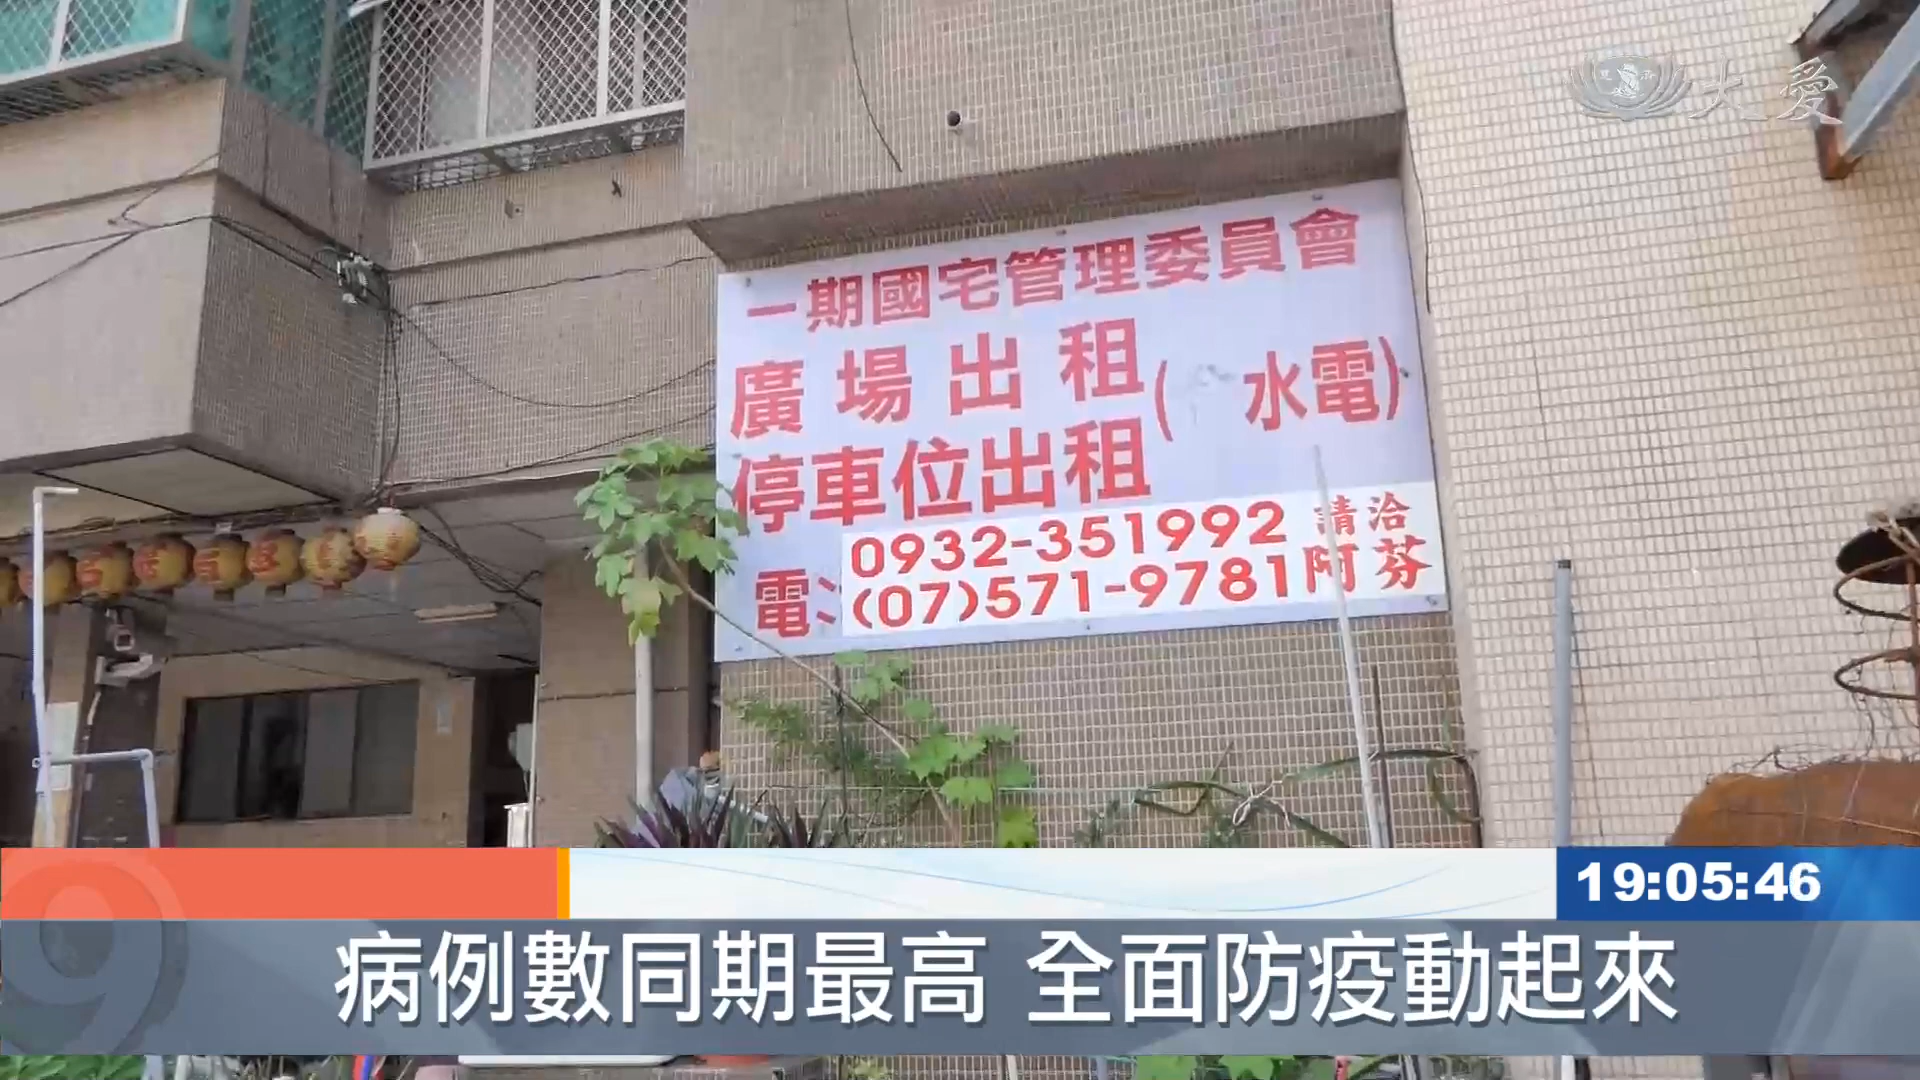 大愛
一期國宅管理委員會
廣場出租(水電)
停車位出租
0932-351992 請洽
電 (07)571-9781 阿芬
19:05:46
病例數同期最高 全面防疫動起來